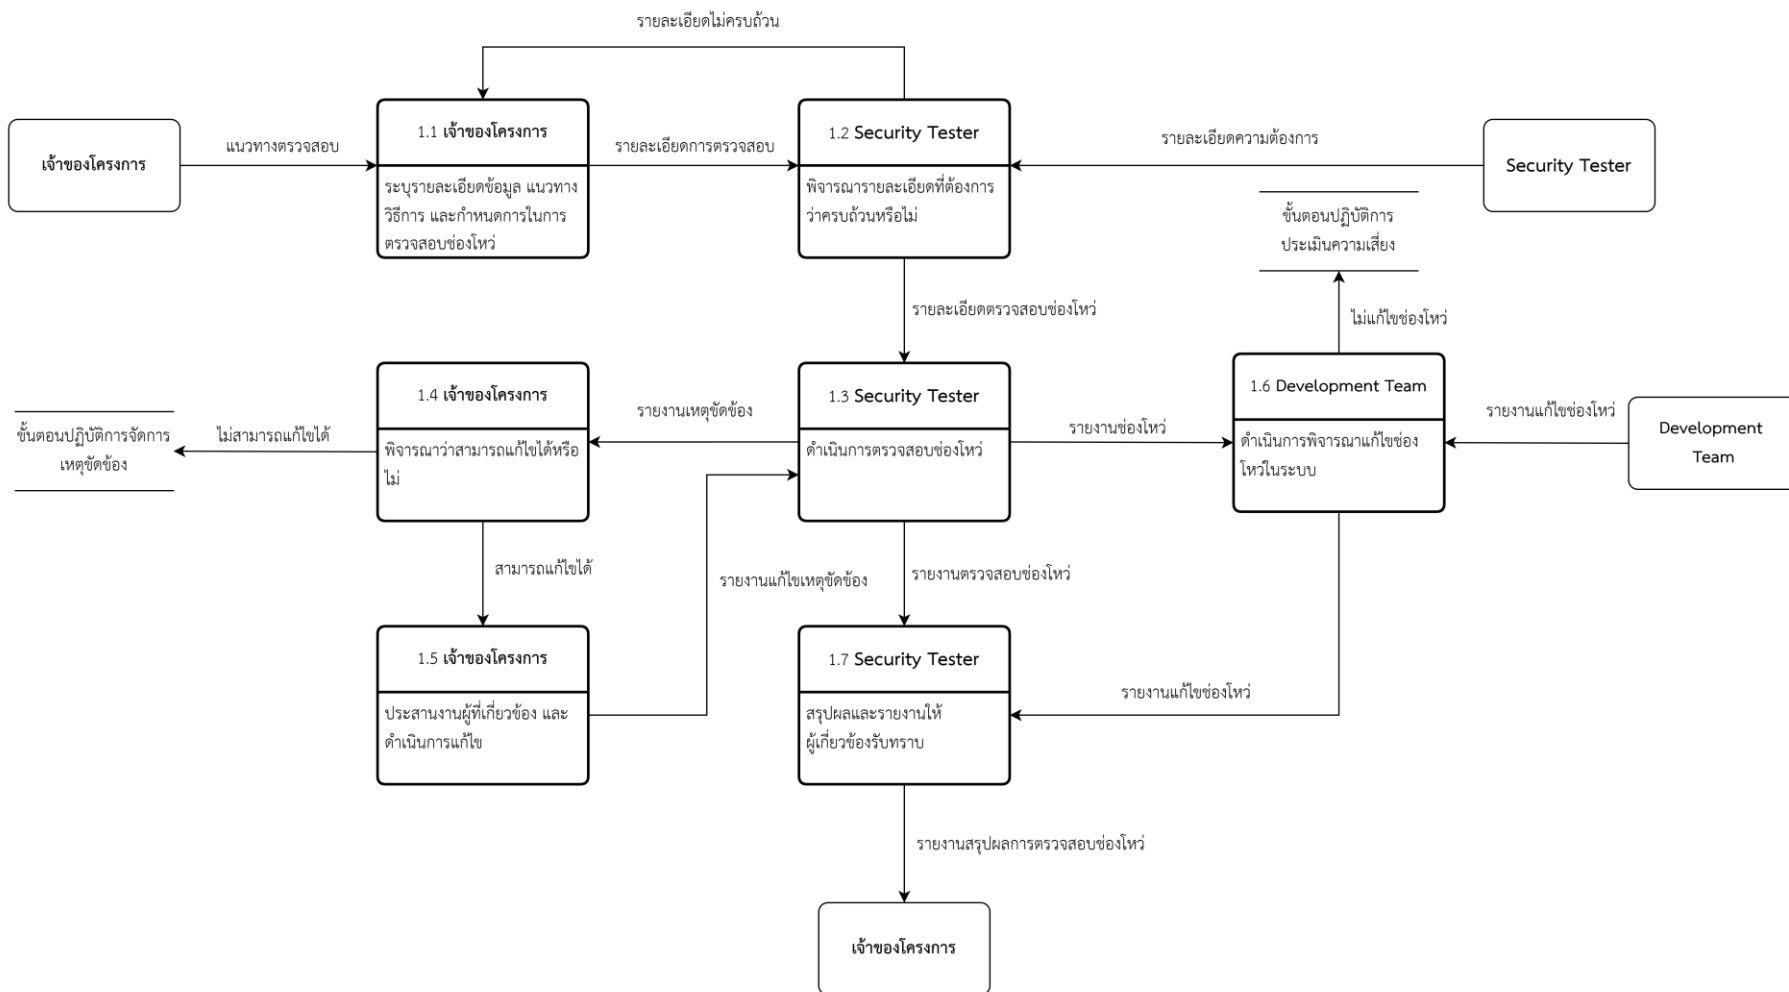 รายละเอียดไม่ครบถ้วน
เจ้าของโครงการ
แนวทางตรวจสอบ
1.1 เจ้าของโครงการ
ระบุรายละเอียดข้อมูล แนวทาง
วิธีการ และกำหนดการในการ
ตรวจสอบช่องโหว่
รายละเอียดการตรวจสอบ
1.2 Security Tester
พิจารณารายละเอียดที่ต้องการ
ว่าครบถ้วนหรือไม่
รายละเอียดความต้องการ
Security Tester
ขั้นตอนปฏิบัติการ
ประเมินความเสี่ยง
รายละเอียดตรวจสอบช่องโหว่
ไม่แก้ไขช่องโหว่
ขั้นตอนปฏิบัติการจัดการ
เหตุขัดข้อง
ไม่สามารถแก้ไขได้
1.4 เจ้าของโครงการ
พิจารณาว่าสามารถแก้ไขได้หรือ
ไม่
รายงานเหตุขัดข้อง
1.3 Security Tester
ดำเนินการตรวจสอบช่องโหว่
รายงานช่องโหว่
1.6 Development Team
ดำเนินการพิจารณาแก้ไขช่อง
โหว่ในระบบ
รายงานแก้ไขช่องโหว่
Development
Team
สามารถแก้ไขได้
รายงานแก้ไขเหตุขัดข้อง
รายงานตรวจสอบช่องโหว่
1.5 เจ้าของโครงการ
ประสานงานผู้ที่เกี่ยวข้อง และ
ดำเนินการแก้ไข
1.7 Security Tester
สรุปผลและรายงานให้
ผู้เกี่ยวข้องรับทราบ
รายงานแก้ไขช่องโหว่
รายงานสรุปผลการตรวจสอบช่องโหว่
เจ้าของโครงการ